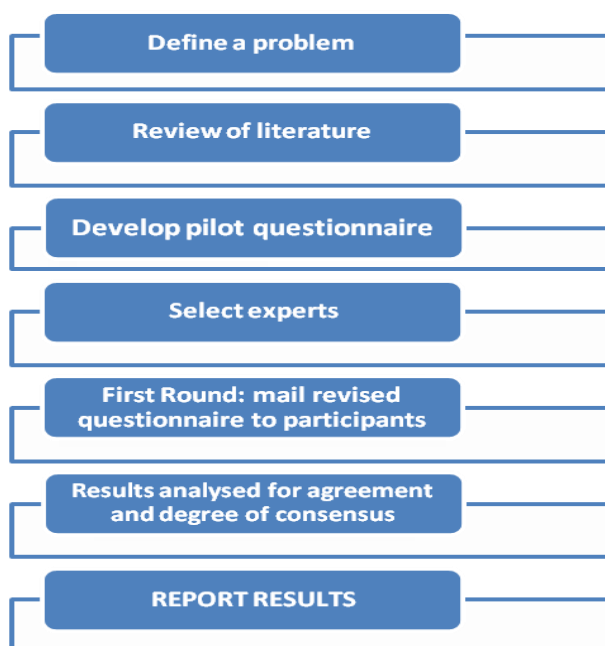 Define a problem
Review of literature
Develop pilot questionnaire
Select experts
First Round: mail revised
questionnaire to participants
Results analysed for agreement
and degree of consensus
REPORT RESULTS